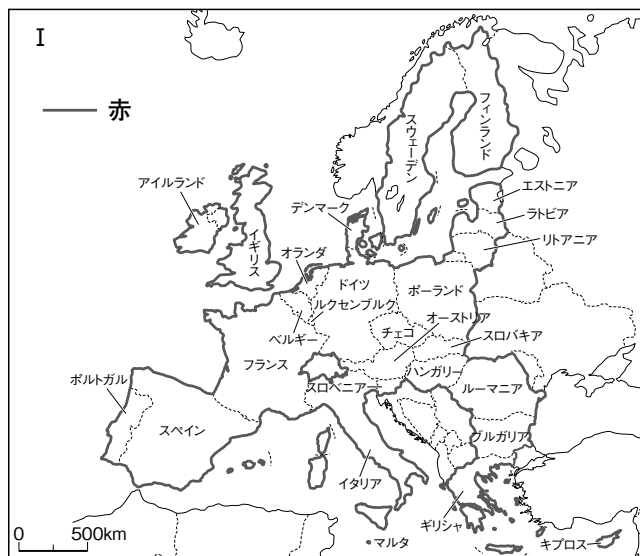 I
赤
フィンランド
スウェーデン
アイルランド
エストニア
デンマーク
ラトビア
イギリス
リトアニア
オランダ
ドイツ
ポーランド
ルクセンブルク
オーストリア
チェコ
ベルギー
スロバキア
フランス
ハンガリー
ポルトガル
スロベニア
ルーマニア
スペイン
ブルガリア
イタリア
ギリシャ
0 500km
マルタ
キプロス